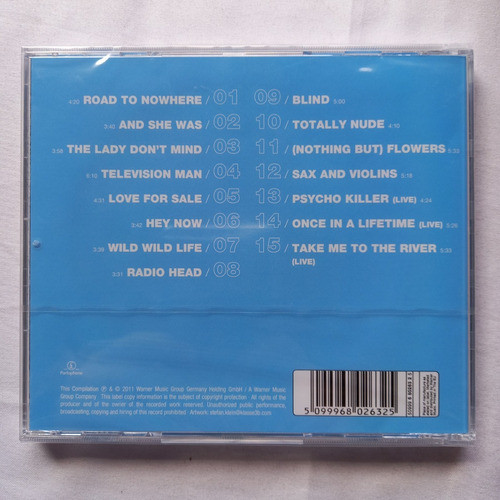 4:20 ROAD TO NOWHERE / 01
3:40 AND SHE WAS / 02
3:58 THE LADY DON'T MIND / 03
6:10 TELEVISION MAN / 04
4:31 LOVE FOR SALE / 05
3:42 HEY NOW / 06
3:39 WILD WILD LIFE / 07
3:21 RADIO HEAD / 08
09 / BLIND 5:00
10 / TOTALLY NUDE 4:10
11 / (NOTHING BUT) FLOWERS 5:33
12 / SAX AND VIOLINS 5:18
13 / PSYCHO KILLER (LIVE) 4:24
14 / ONCE IN A LIFETIME (LIVE) 5:26
15 / TAKE ME TO THE RIVER 5:33
(LIVE)
Parlophone
This Compilation ℗ & © 2011 Warner Music Group Germany Holding GmbH / A Warner Music
Group Company. This label copy information is the subject of copyright protection. All rights of the
producer and of the owner of the recorded work reserved. Unauthorized public performance,
broadcasting, copying and hiring of this record prohibited.
5 099968 026325